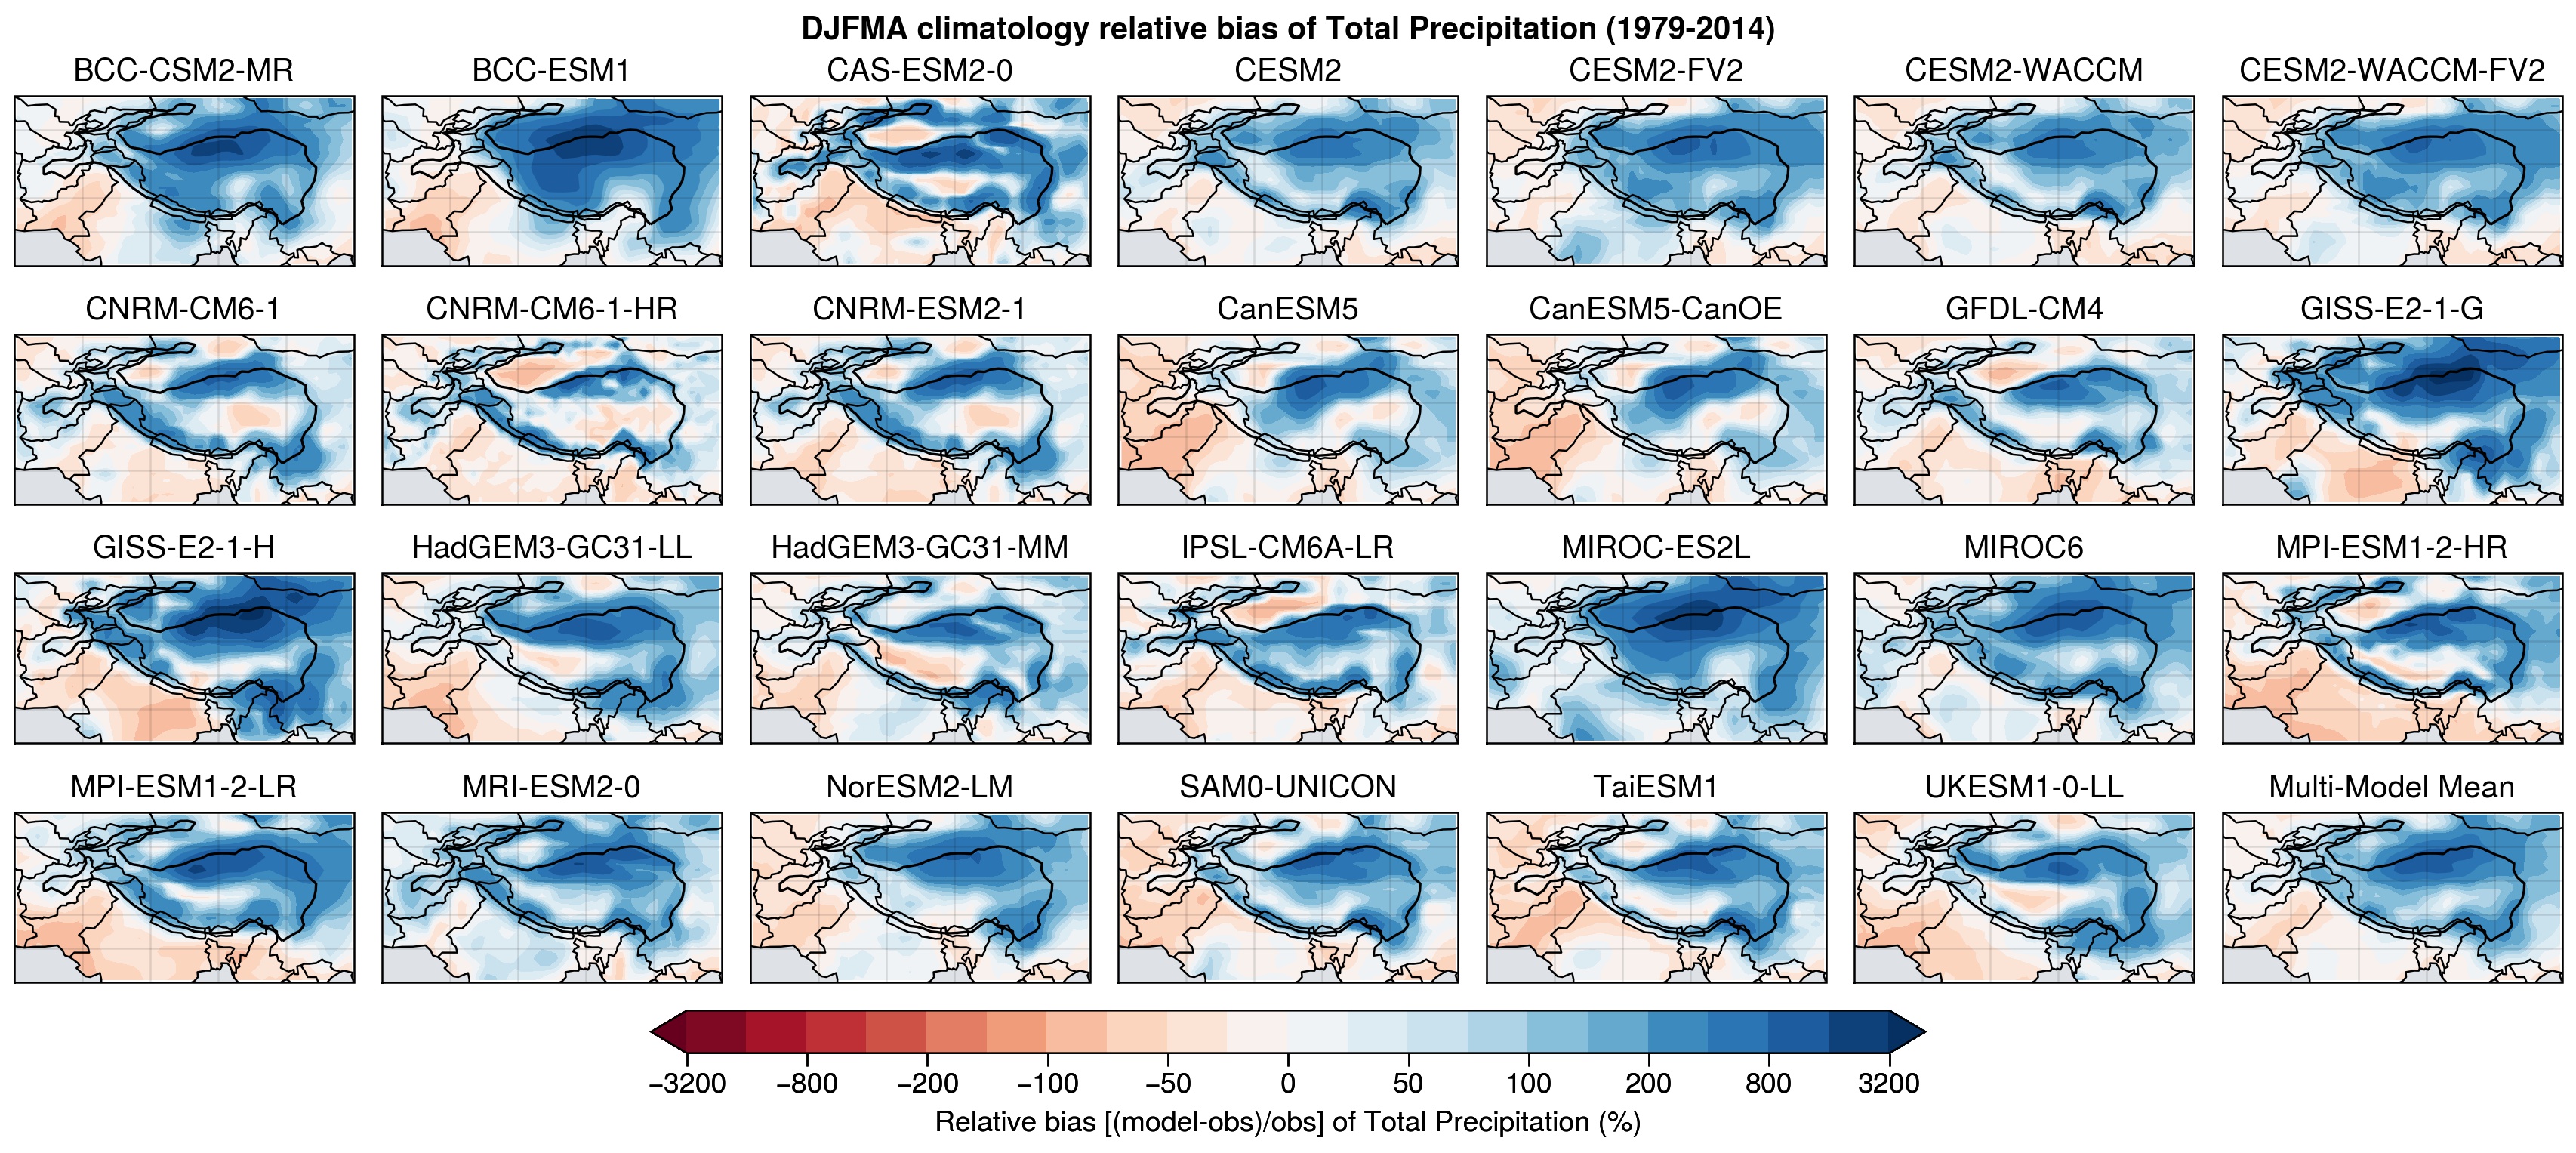 DJFMA climatology relative bias of Total Precipitation (1979-2014)
BCC-CSM2-MR BCC-ESM1 CAS-ESM2-0 CESM2 CESM2-FV2 CESM2-WACCM CESM2-WACCM-FV2
CNRM-CM6-1 CNRM-CM6-1-HR CNRM-ESM2-1 CanESM5 CanESM5-CanOE GFDL-CM4 GISS-E2-1-G
GISS-E2-1-H HadGEM3-GC31-LL HadGEM3-GC31-MM IPSL-CM6A-LR MIROC-ES2L MIROC6 MPI-ESM1-2-HR
MPI-ESM1-2-LR MRI-ESM2-0 NorESM2-LM SAM0-UNICON TaiESM1 UKESM1-0-LL Multi-Model Mean
−3200 −800 −200 −100 −50 0 50 100 200 800 3200
Relative bias [(model-obs)/obs] of Total Precipitation (%)